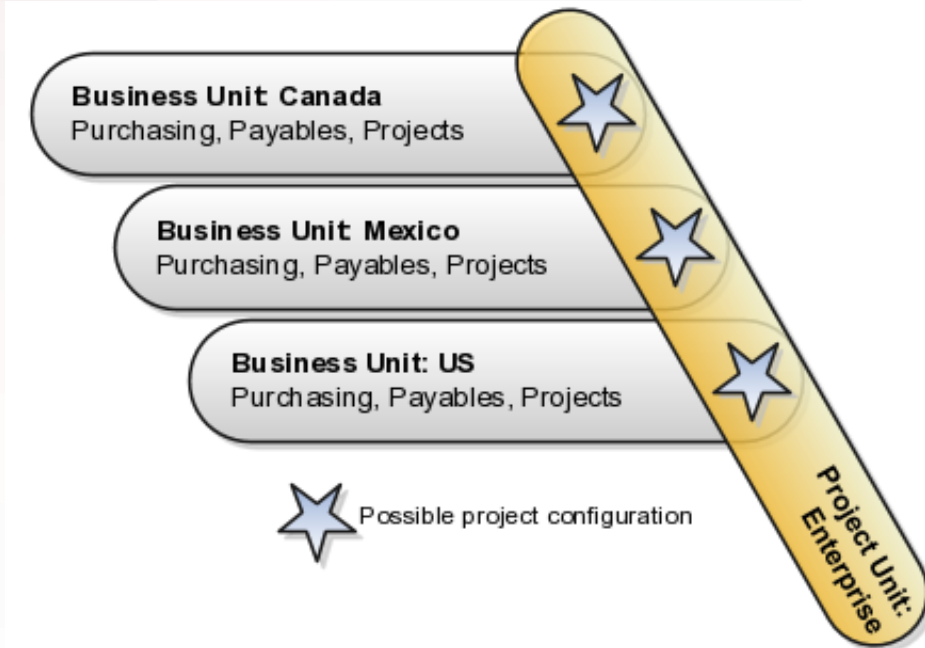 Business Unit: Canada
Purchasing, Payables, Projects
Business Unit: Mexico
Purchasing, Payables, Projects
Business Unit: US
Purchasing, Payables, Projects
Possible project configuration
Project Unit:
Enterprise